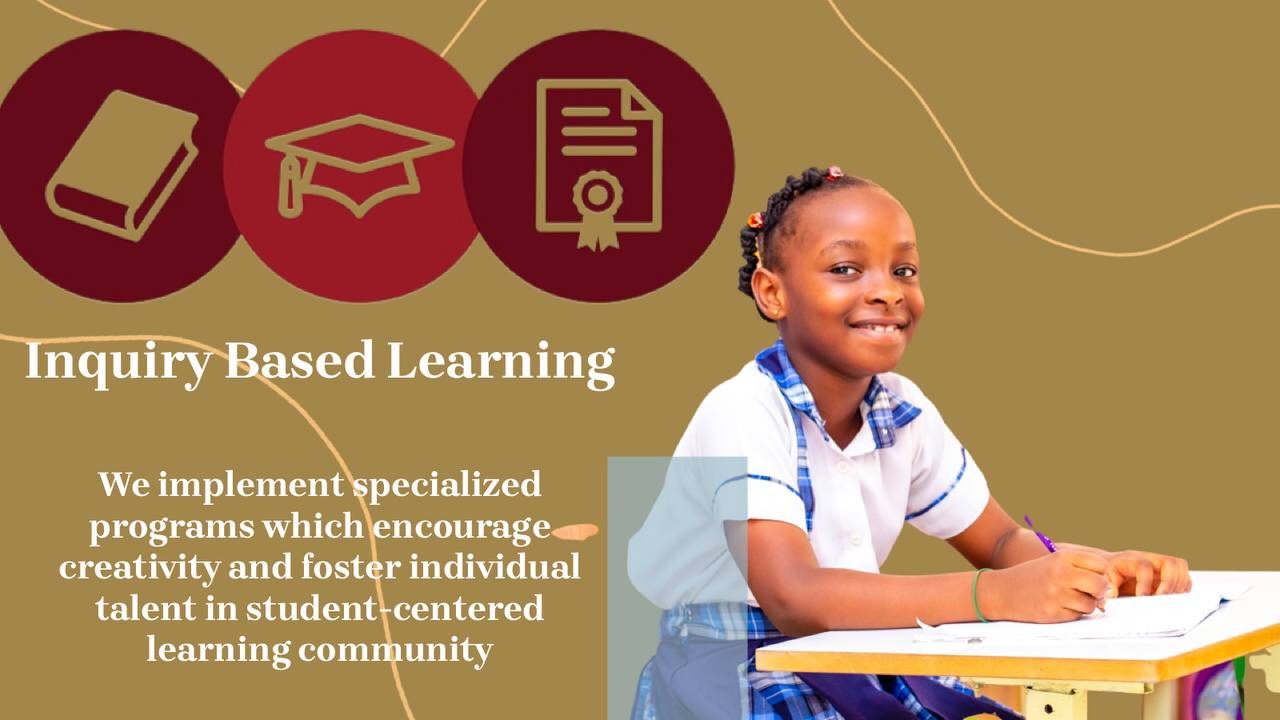 Inquiry Based Learning
We implement specialized
programs which encourage
creativity and foster individual
talent in student-centered
learning community